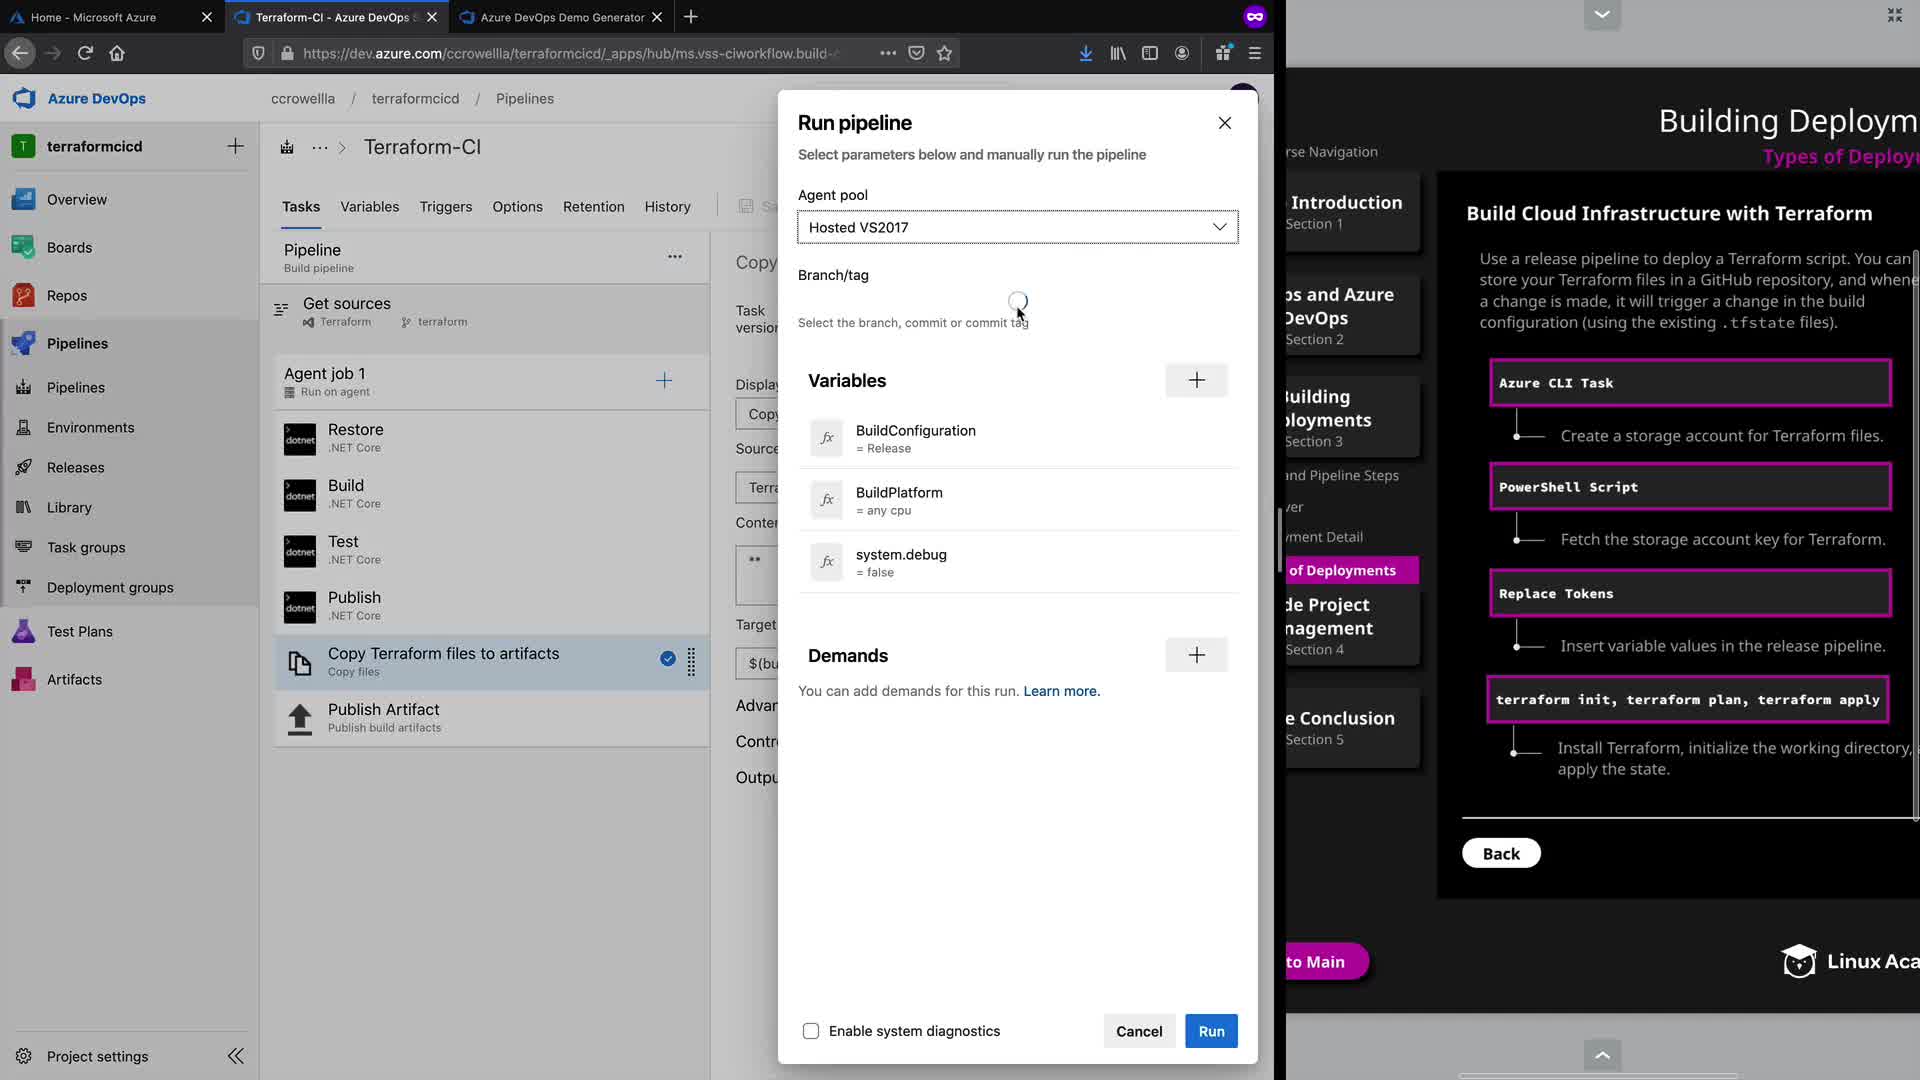 Home - Microsoft Azure
Terraform-CI - Azure DevOps
Azure DevOps Demo Generator
https://dev.azure.com/ccrowellla/terraformcicd/_apps/hub/ms.vss-ciworkflow.build-
Azure DevOps
ccrowellla / terraformcicd / Pipelines
T terraformcicd
Overview
Boards
Repos
Pipelines
Pipelines
Environments
Releases
Library
Task groups
Deployment groups
Test Plans
Artifacts
Project settings
Terraform-CI
Tasks
Variables
Triggers
Options
Retention
History
Sa
Pipeline
Build pipeline
Get sources
Terraform
terraform
Agent job 1
Run on agent
dotnet Restore
.NET Core
dotnet Build
.NET Core
dotnet Test
.NET Core
dotnet Publish
.NET Core
Copy Terraform files to artifacts
Copy files
Publish Artifact
Publish build artifacts
Copy
Task
version
Display
Copy
Source
Terra
Conten
**
Target
$(bu
Advan
Contr
Outpu
Run pipeline
Select parameters below and manually run the pipeline
Agent pool
Hosted VS2017
Branch/tag
Select the branch, commit or commit tag
Variables
fx BuildConfiguration
= Release
fx BuildPlatform
= any cpu
fx system.debug
= false
Demands
You can add demands for this run. Learn more.
Enable system diagnostics
Cancel
Run
Building Deploym
Types of Deploy
rse Navigation
Introduction
Section 1
ps and Azure
DevOps
Section 2
Building
ployments
Section 3
and Pipeline Steps
ver
yment Detail
of Deployments
de Project
nagement
Section 4
e Conclusion
Section 5
to Main
Build Cloud Infrastructure with Terraform
Use a release pipeline to deploy a Terraform script. You can
store your Terraform files in a GitHub repository, and whene
a change is made, it will trigger a change in the build
configuration (using the existing .tfstate files).
Azure CLI Task
Create a storage account for Terraform files.
PowerShell Script
Fetch the storage account key for Terraform.
Replace Tokens
Insert variable values in the release pipeline.
terraform init, terraform plan, terraform apply
Install Terraform, initialize the working directory,
apply the state.
Back
Linux Aca